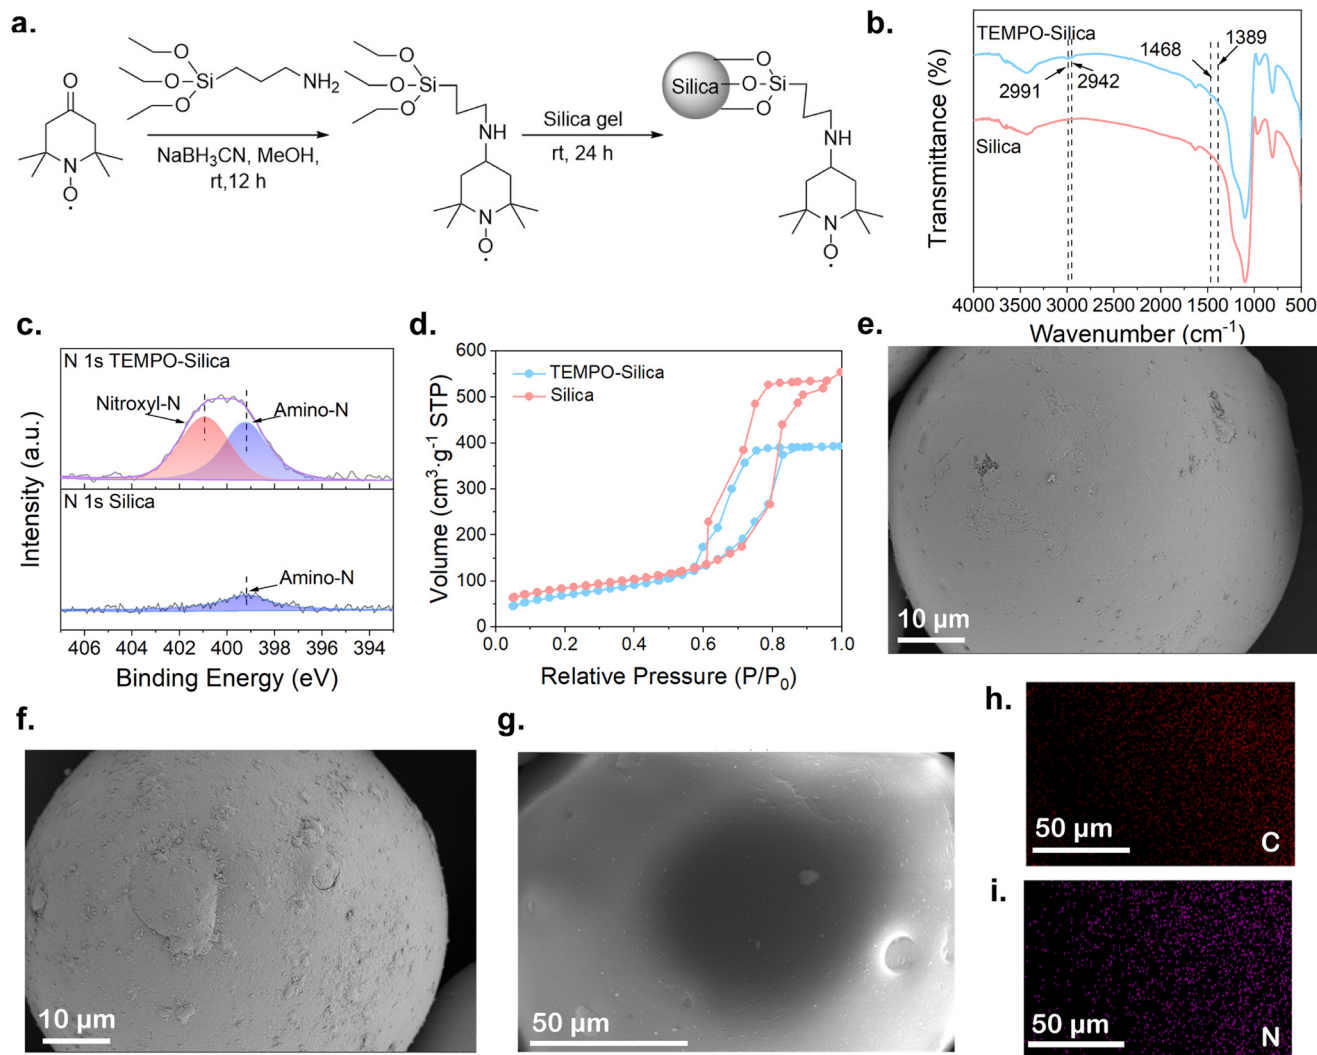 a.
O
N
O
•
O
O
Si
O
NH2
NaBH3CN, MeOH,
rt,12 h
O
O
Si
O
NH
N
O
•
Silica gel
rt, 24 h
Silica
O
O
Si
O
NH
N
O
•
b.
TEMPO-Silica
1468
1389
2991
2942
Silica
Transmittance (%)
4000 3500 3000 2500 2000 1500 1000 500
Wavenumber (cm-1)
c.
N 1s TEMPO-Silica
Nitroxyl-N
Amino-N
N 1s Silica
Amino-N
Intensity (a.u.)
406 404 402 400 398 396 394
Binding Energy (eV)
d.
600
500
400
300
200
100
0
TEMPO-Silica
Silica
Volume (cm3·g-1 STP)
0.0 0.2 0.4 0.6 0.8 1.0
Relative Pressure (P/P0)
e.
10 μm
f.
10 μm
g.
50 μm
h.
50 μm
C
i.
50 μm
N